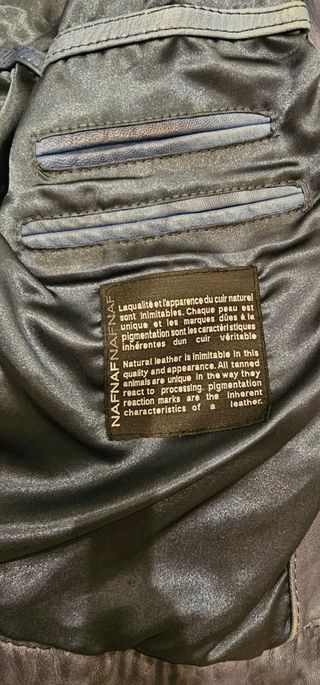 NAFNAFNAFNAF
Laqualité et l'apparence du cuir naturel
sont inimitables. Chaque peau est
unique et les marques dûes à le
pigmentation sont les caractéristiques
inhérentes dun cuir véritable
Natural leather is inimitable in this
quality and appearance. All tanned
animals are unique in the way they
react to processing. pigmentation
reaction marks are the inherent
characteristics of a leather.